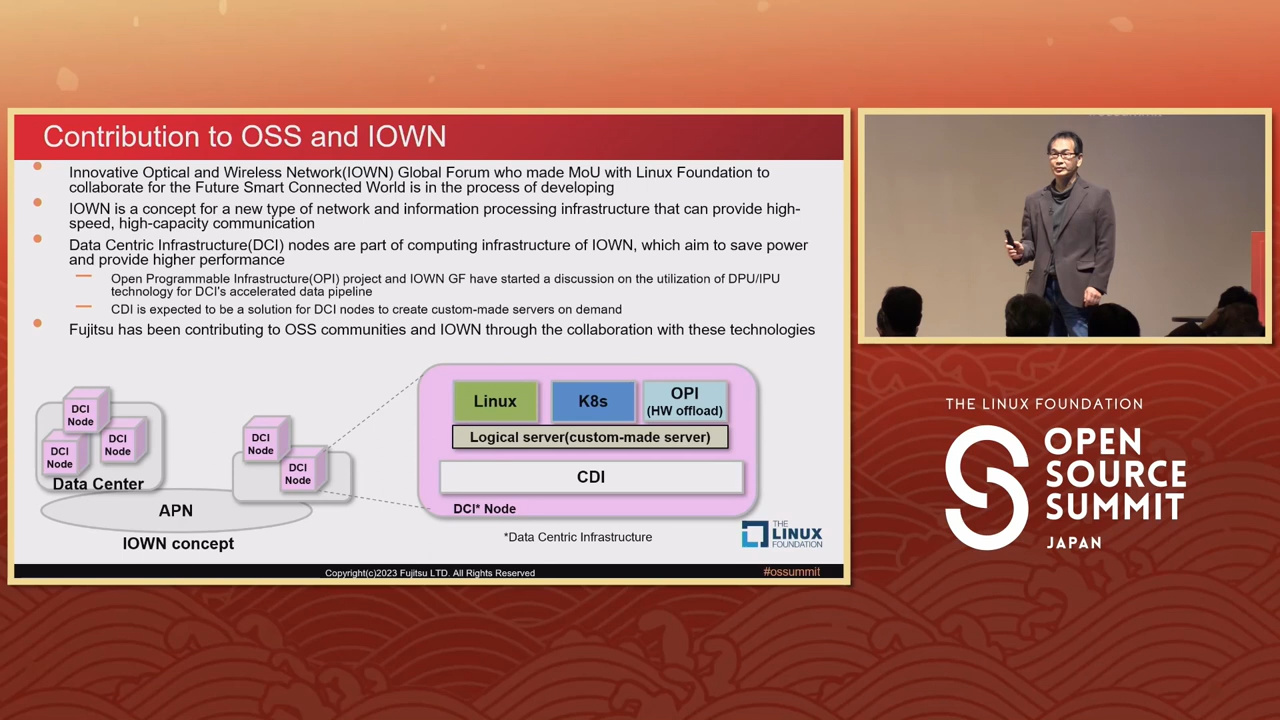 Contribution to OSS and IOWN
Innovative Optical and Wireless Network(IOWN) Global Forum who made MoU with Linux Foundation to
collaborate for the Future Smart Connected World is in the process of developing
IOWN is a concept for a new type of network and information processing infrastructure that can provide high-
speed, high-capacity communication
Data Centric Infrastructure(DCI) nodes are part of computing infrastructure of IOWN, which aim to save power
and provide higher performance
Open Programmable Infrastructure(OPI) project and IOWN GF have started a discussion on the utilization of DPU/IPU
technology for DCI's accelerated data pipeline
CDI is expected to be a solution for DCI nodes to create custom-made servers on demand
Fujitsu has been contributing to OSS communities and IOWN through the collaboration with these technologies
DCI
Node
DCI
Node
DCI
Node
Data Center
DCI
Node
DCI
Node
APN
IOWN concept
Linux
K8s
OPI
(HW offload)
Logical server(custom-made server)
CDI
DCI* Node
*Data Centric Infrastructure
THE
LINUX
FOUNDATION
Copyright(c)2023 Fujitsu LTD. All Rights Reserved
#ossummit
THE LINUX FOUNDATION
OPEN
SOURCE
SUMMIT
JAPAN